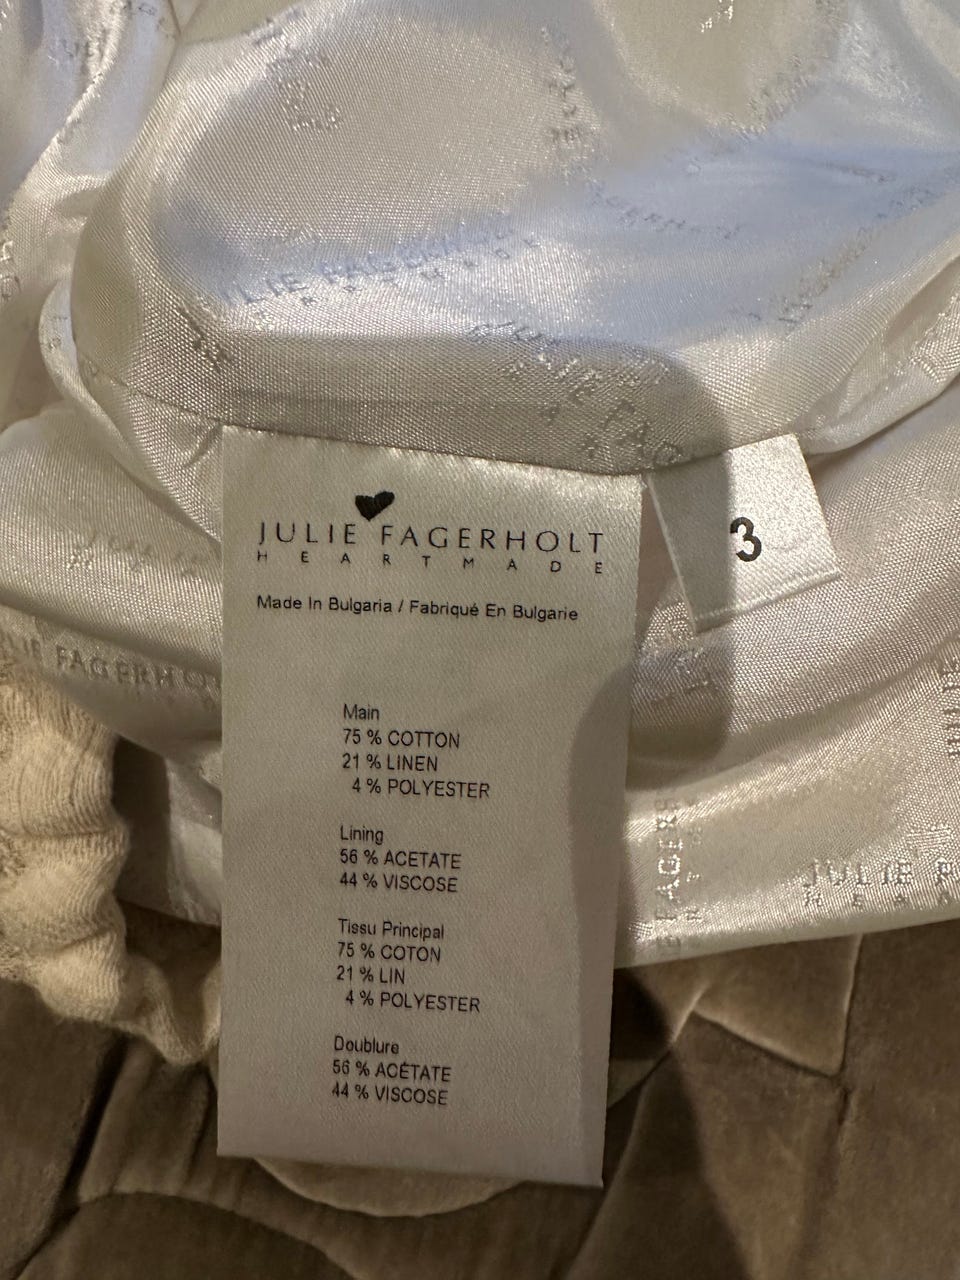 JULIE FAGERHOLT
HEARTMADE
Made In Bulgaria / Fabriqué En Bulgarie
3
Main
75 % COTTON
21 % LINEN
4 % POLYESTER
Lining
56 % ACETATE
44 % VISCOSE
Tissu Principal
75 % COTON
21 % LIN
4 % POLYESTER
Doublure
56 % ACÉTATE
44 % VISCOSE